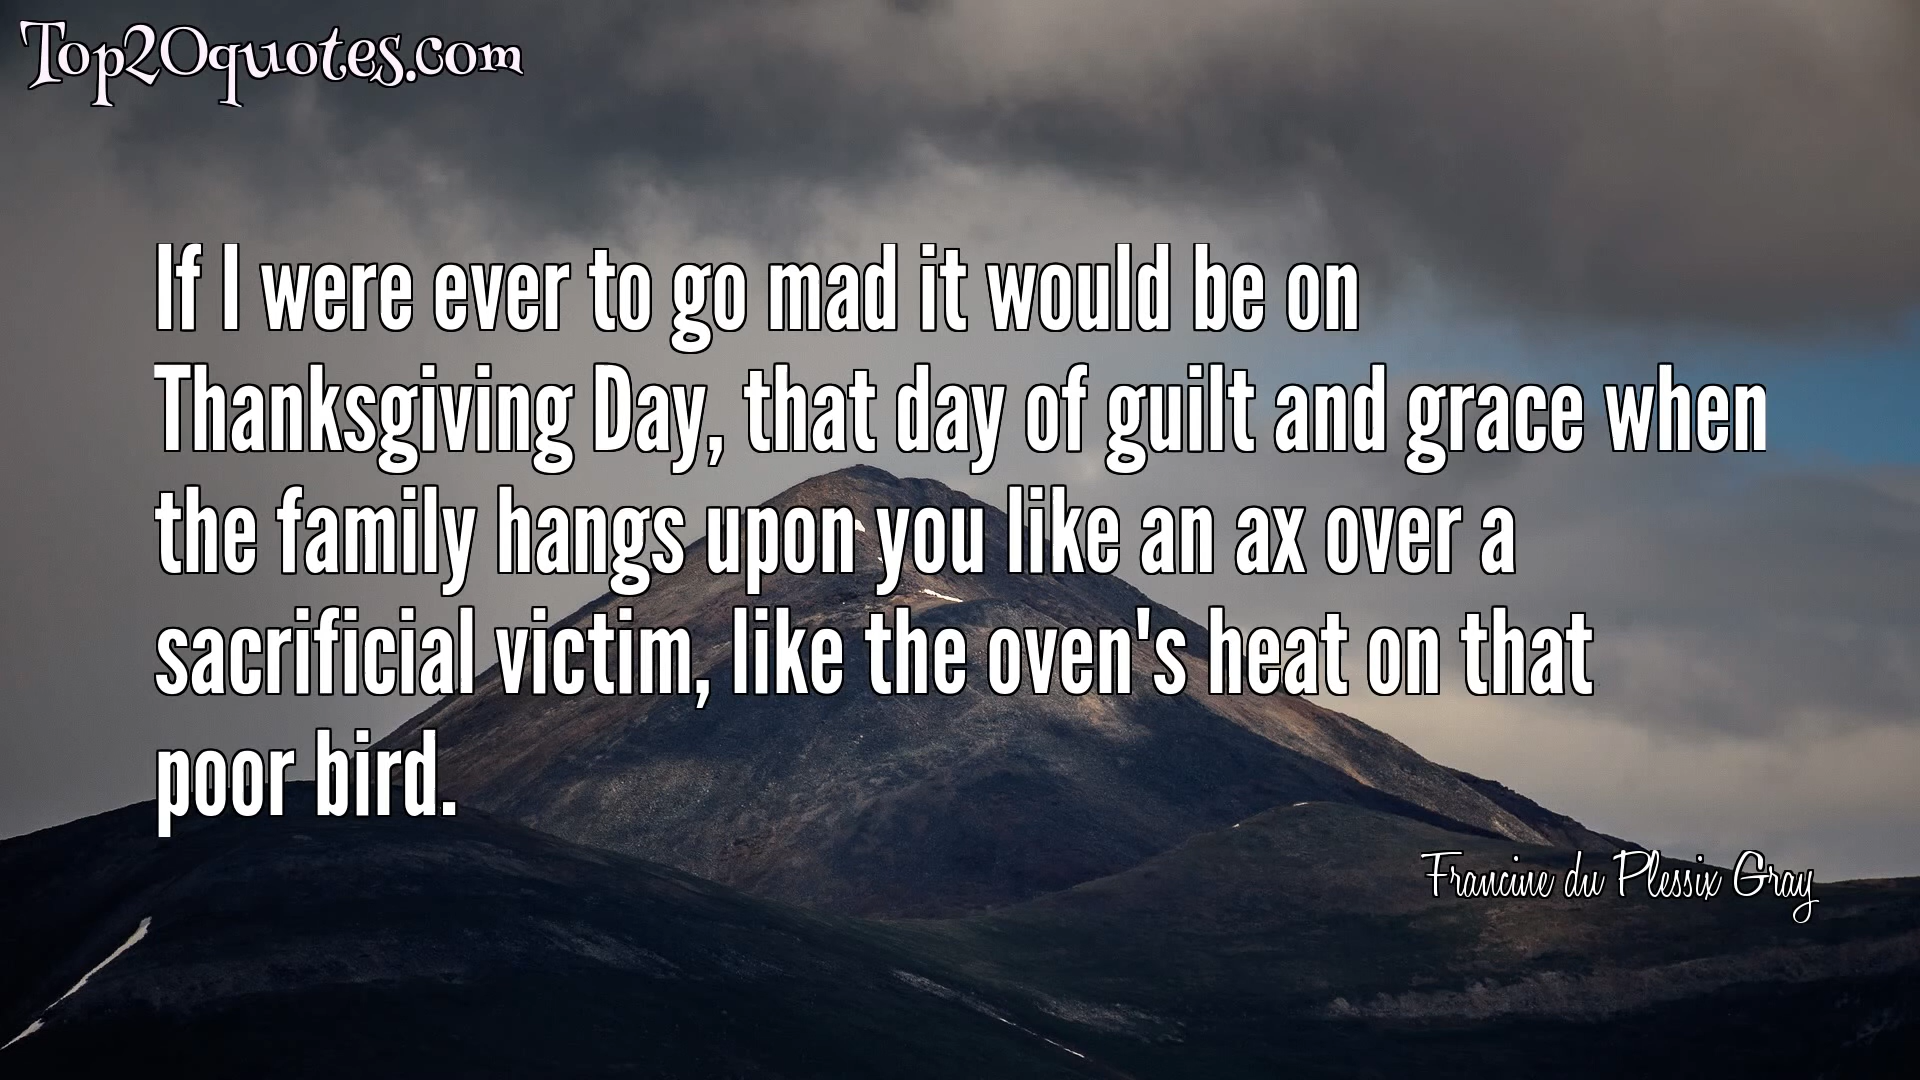 Top20quotes.com
If I were ever to go mad it would be on
Thanksgiving Day, that day of guilt and grace when
the family hangs upon you like an ax over a
sacrificial victim, like the oven's heat on that
poor bird.
Francine du Plessix Gray